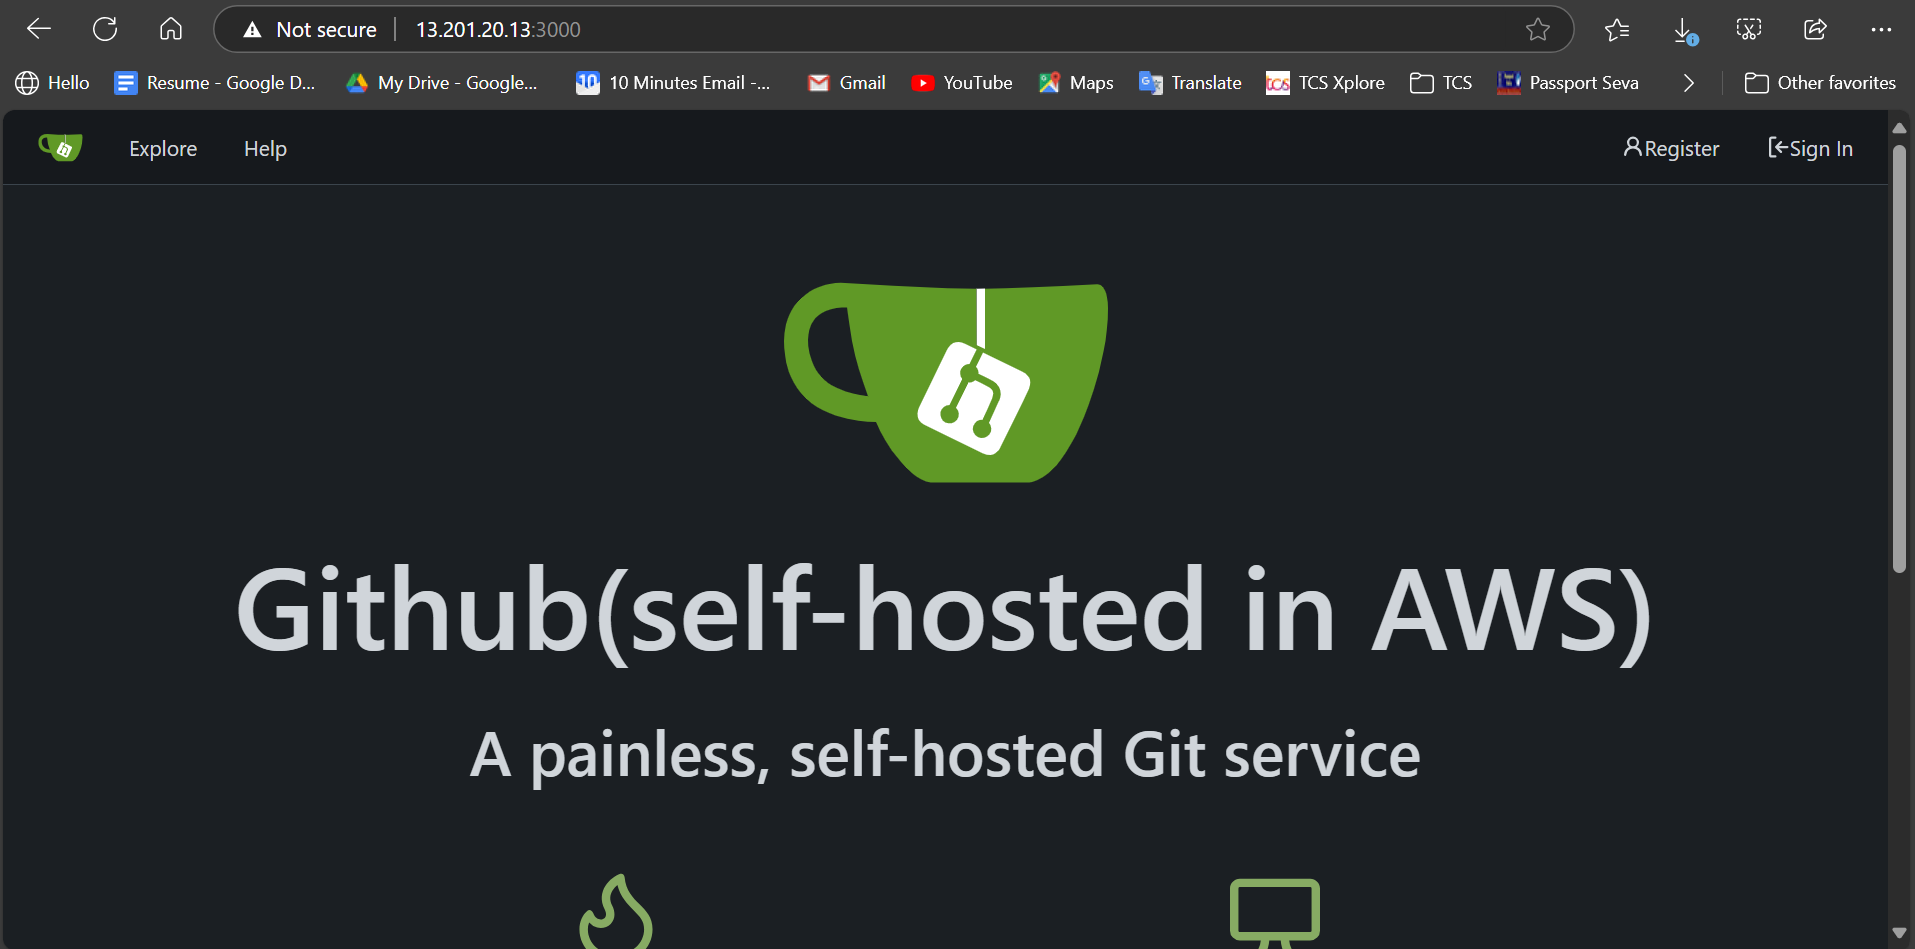 Not secure 13.201.20.13:3000
Hello Resume - Google D... My Drive - Google... 10 10 Minutes Email -... Gmail YouTube Maps Translate tcs TCS Xplore TCS Passport Seva Other favorites
Explore Help Register Sign In
Github(self-hosted in AWS)
A painless, self-hosted Git service